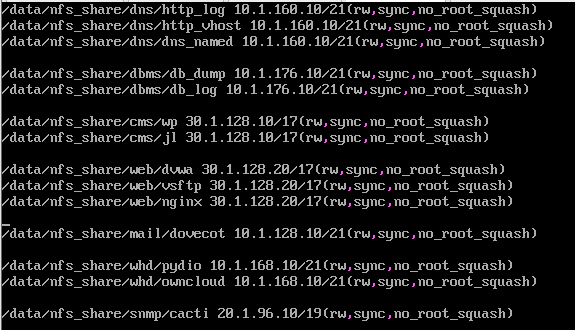 /data/nfs_share/dns/http_log 10.1.160.10/21(rw,sync,no_root_squash)
/data/nfs_share/dns/http_vhost 10.1.160.10/21(rw,sync,no_root_squash)
/data/nfs_share/dns/dns_named 10.1.160.10/21(rw,sync,no_root_squash)
/data/nfs_share/dbms/db_dump 10.1.176.10/21(rw,sync,no_root_squash)
/data/nfs_share/dbms/db_log 10.1.176.10/21(rw,sync,no_root_squash)
/data/nfs_share/cms/wp 30.1.128.10/17(rw,sync,no_root_squash)
/data/nfs_share/cms/jl 30.1.128.10/17(rw,sync,no_root_squash)
/data/nfs_share/web/dvwa 30.1.128.20/17(rw,sync,no_root_squash)
/data/nfs_share/web/vsftp 30.1.128.20/17(rw,sync,no_root_squash)
/data/nfs_share/web/nginx 30.1.128.20/17(rw,sync,no_root_squash)
/data/nfs_share/mail/dovecot 10.1.128.10/21(rw,sync,no_root_squash)
/data/nfs_share/whd/pydio 10.1.168.10/21(rw,sync,no_root_squash)
/data/nfs_share/whd/owncloud 10.1.168.10/21(rw,sync,no_root_squash)
/data/nfs_share/snmp/cacti 20.1.96.10/19(rw,sync,no_root_squash)